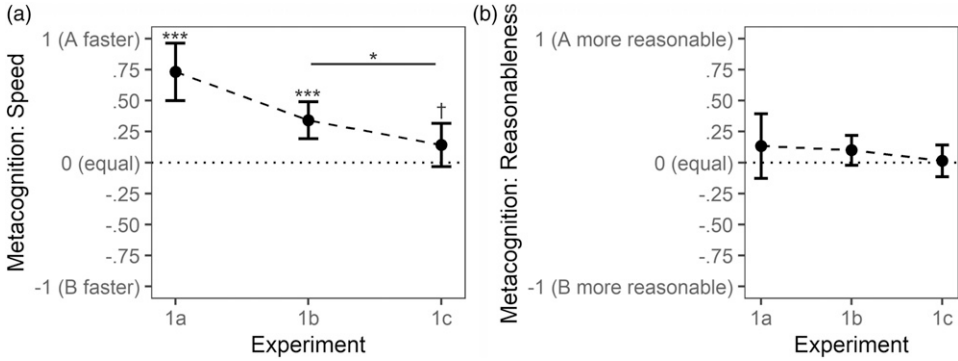 (a)
Metacognition: Speed
1 (A faster)
.75
.50
.25
0 (equal)
-.25
-.50
-.75
-1 (B faster)
***
***
*
†
1a
1b
1c
Experiment
(b)
Metacognition: Reasonableness
1 (A more reasonable)
.75
.50
.25
0 (equal)
-.25
-.50
-.75
-1 (B more reasonable)
1a
1b
1c
Experiment